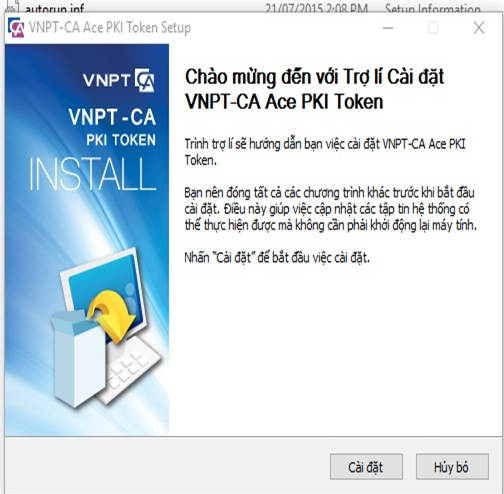 autorun.inf 21/07/2015 2:08 PM Setup Information
VNPT-CA Ace PKI Token Setup
VNPT CA
VNPT-CA
PKI TOKEN
INSTALL
Chào mừng đến với Trợ lí Cài đặt
VNPT-CA Ace PKI Token
Trình trợ lí sẽ hướng dẫn bạn việc cài đặt VNPT-CA Ace PKI
Token.
Bạn nên đóng tất cả các chương trình khác trước khi bắt đầu
cài đặt. Điều này giúp việc cập nhật các tập tin hệ thống có
thể thực hiện được mà không cần phải khởi động lại máy tính.
Nhấn "Cài đặt" để bắt đầu việc cài đặt.
Cài đặt
Hủy bỏ